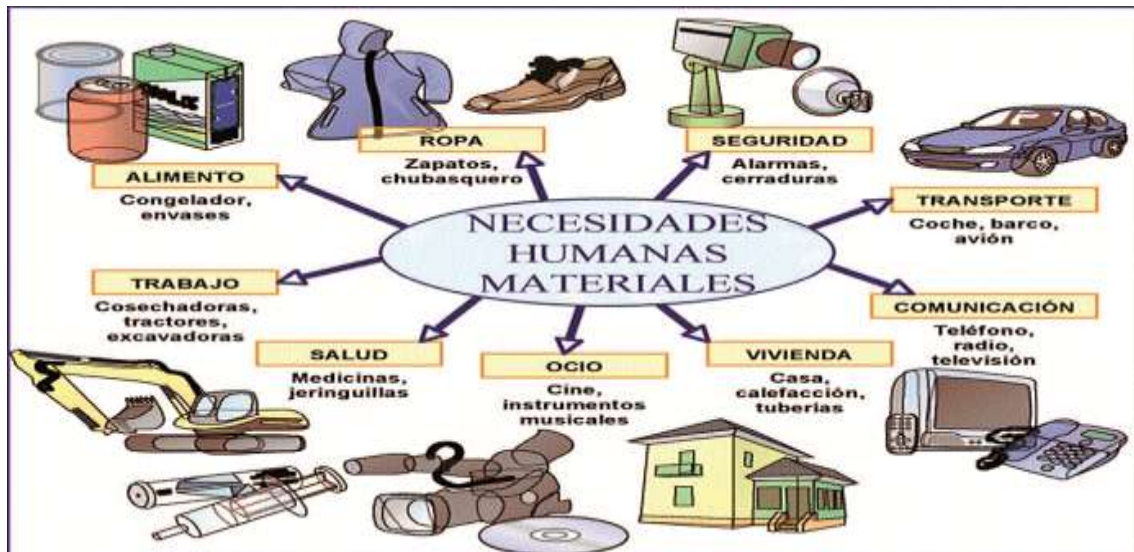 ROPA
Zapatos,
chubasquero
SEGURIDAD
Alarmas,
cerraduras
ALIMENTO
Congelador,
envases
TRANSPORTE
Coche, barco,
avión
NECESIDADES
HUMANAS
MATERIALES
TRABAJO
Cosechadoras,
tractores,
excavadoras
COMUNICACIÓN
Teléfono,
radio,
televisión
SALUD
Medicinas,
jeringuillas
OCIO
Cine,
instrumentos
musicales
VIVIENDA
Casa,
calefacción,
tuberias